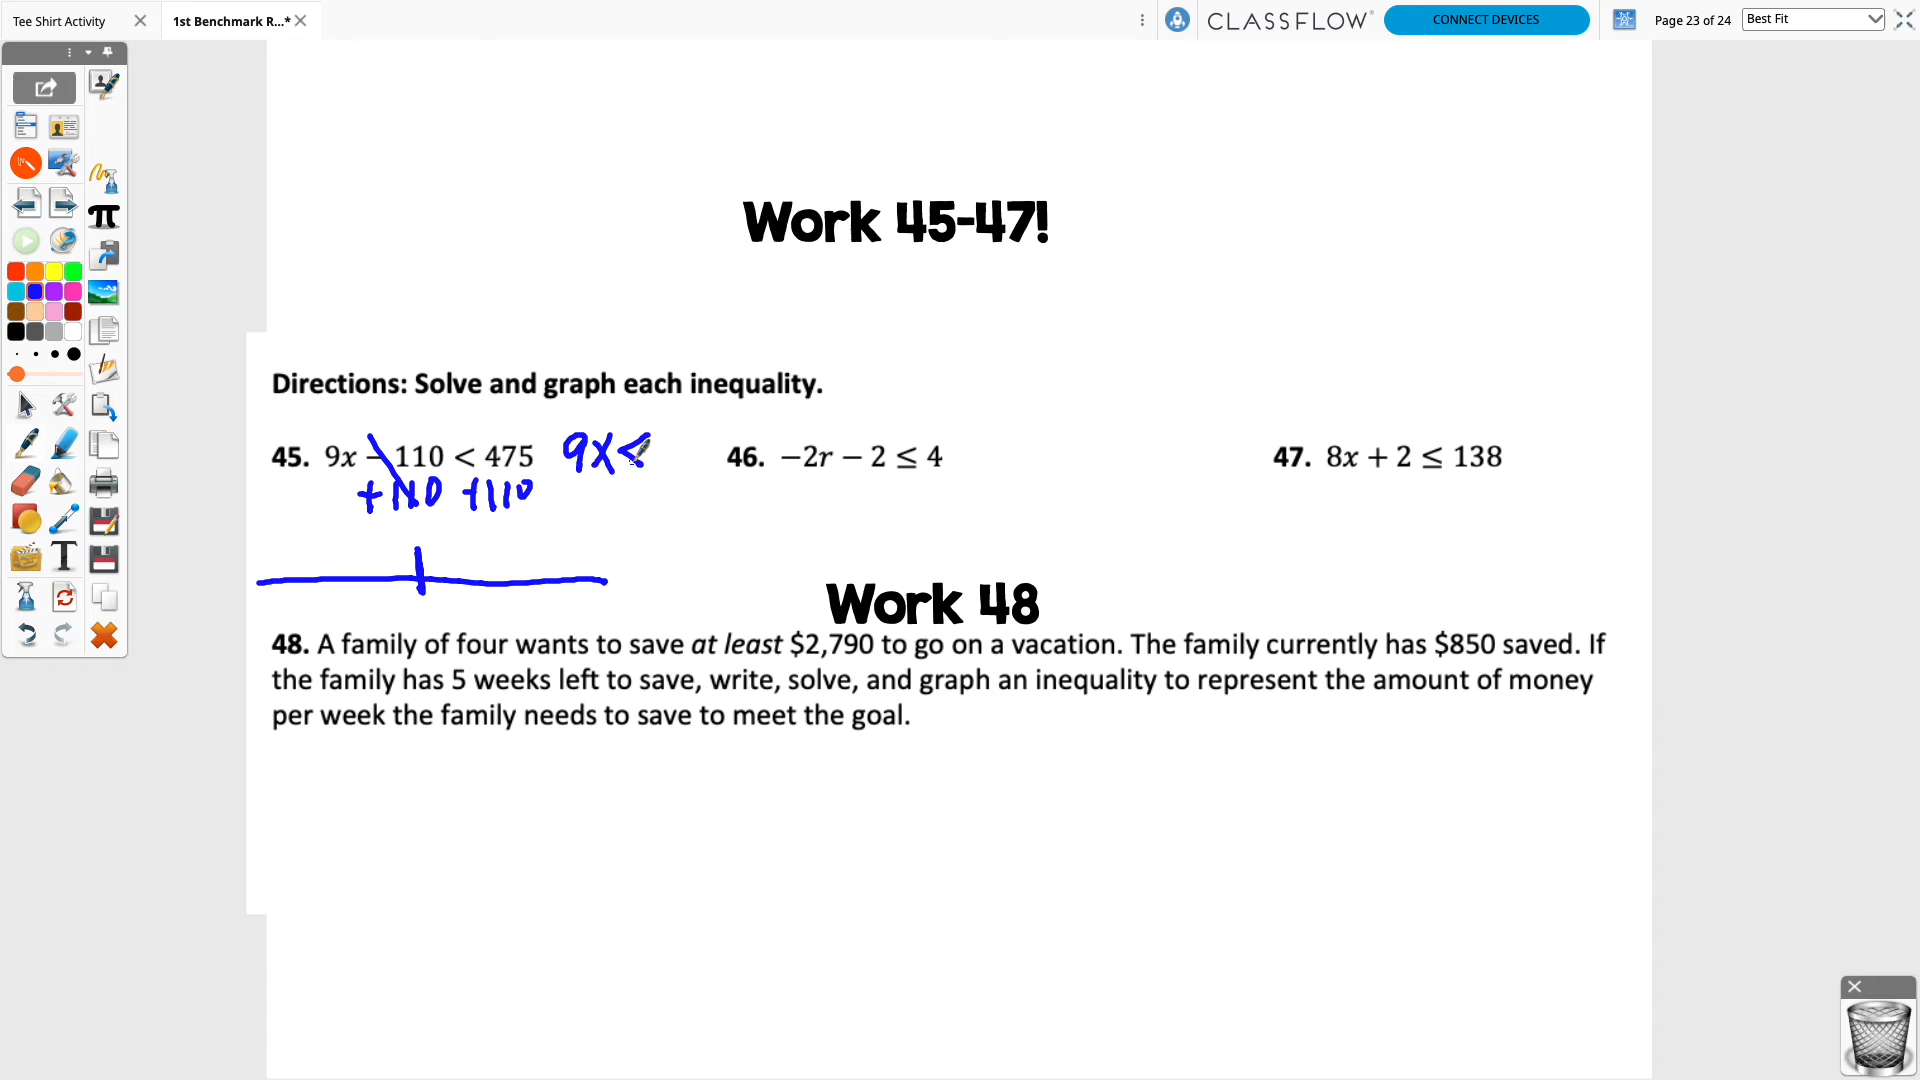 Tee Shirt Activity
1st Benchmark R...*
CLASSFLOW
CONNECT DEVICES
Page 23 of 24
Best Fit
Work 45-47!
Directions: Solve and graph each inequality.
45. 9x − 110 < 475 9x<
46. −2r − 2 ≤ 4
47. 8x + 2 ≤ 138
+110 +110
Work 48
48. A family of four wants to save at least $2,790 to go on a vacation. The family currently has $850 saved. If
the family has 5 weeks left to save, write, solve, and graph an inequality to represent the amount of money
per week the family needs to save to meet the goal.